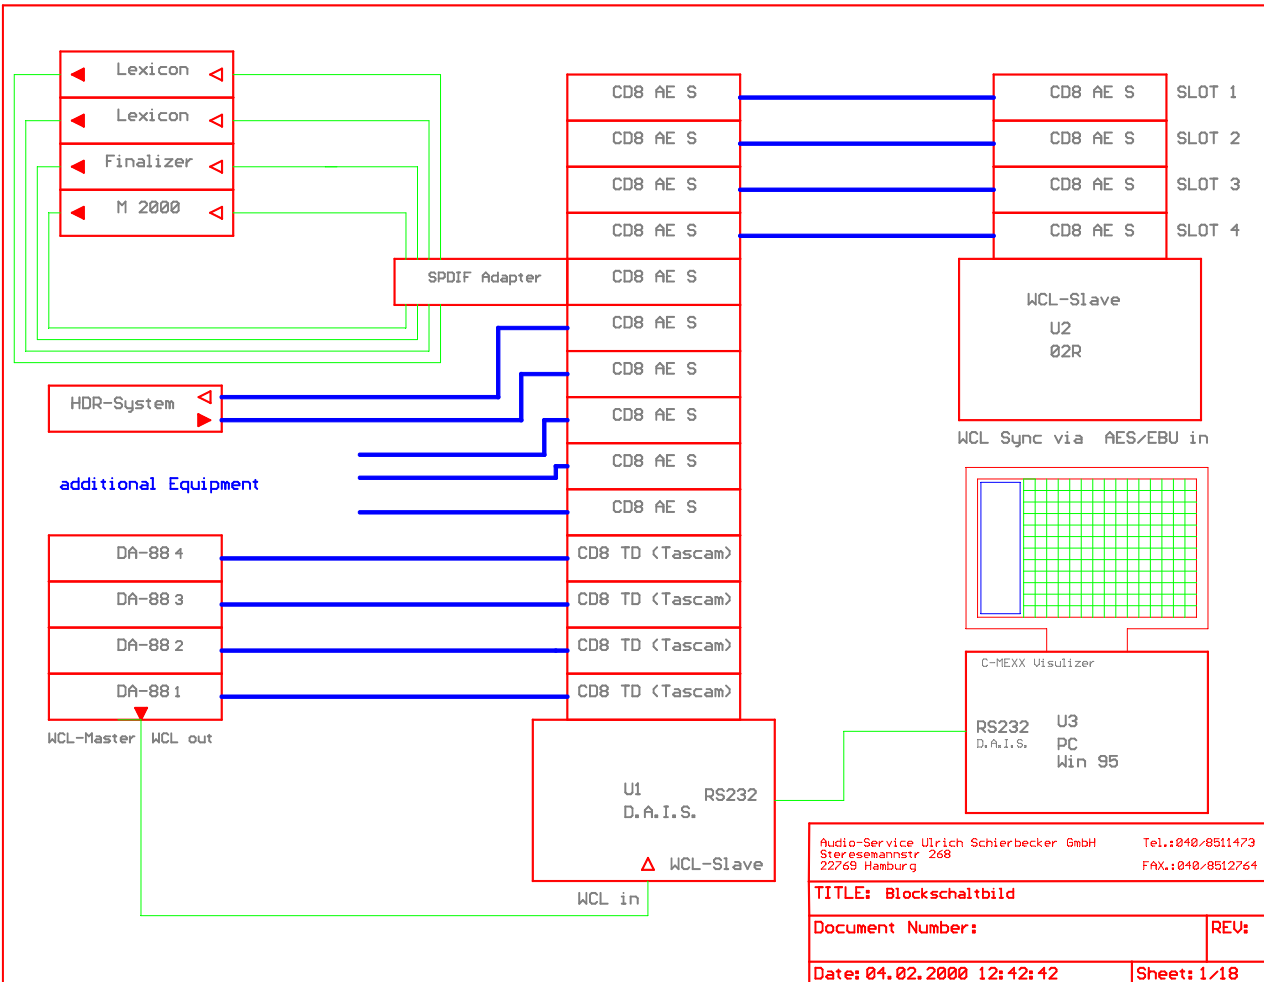 Lexicon
Lexicon
Finalizer
M 2000
SPDIF Adapter
HDR-System
additional Equipment
DA-88 4
DA-88 3
DA-88 2
DA-88 1
WCL-Master WCL out
CD8 AE S
CD8 AE S
CD8 AE S
CD8 AE S
CD8 AE S
CD8 AE S
CD8 AE S
CD8 AE S
CD8 AE S
CD8 AE S
CD8 TD (Tascam)
CD8 TD (Tascam)
CD8 TD (Tascam)
CD8 TD (Tascam)
U1
D.A.I.S.
RS232
WCL-Slave
WCL in
CD8 AE S SLOT 1
CD8 AE S SLOT 2
CD8 AE S SLOT 3
CD8 AE S SLOT 4
WCL-Slave
U2
02R
WCL Sync via AES/EBU in
C-MEXX Visulizer
RS232
D.A.I.S.
U3
PC
Win 95
Audio-Service Ulrich Schierbecker GmbH Tel.:040/8511473
Steresemannstr 268
22769 Hamburg FAX.:040/8512764
TITLE: Blockschaltbild
Document Number: REV:
Date: 04.02.2000 12:42:42 Sheet: 1/18